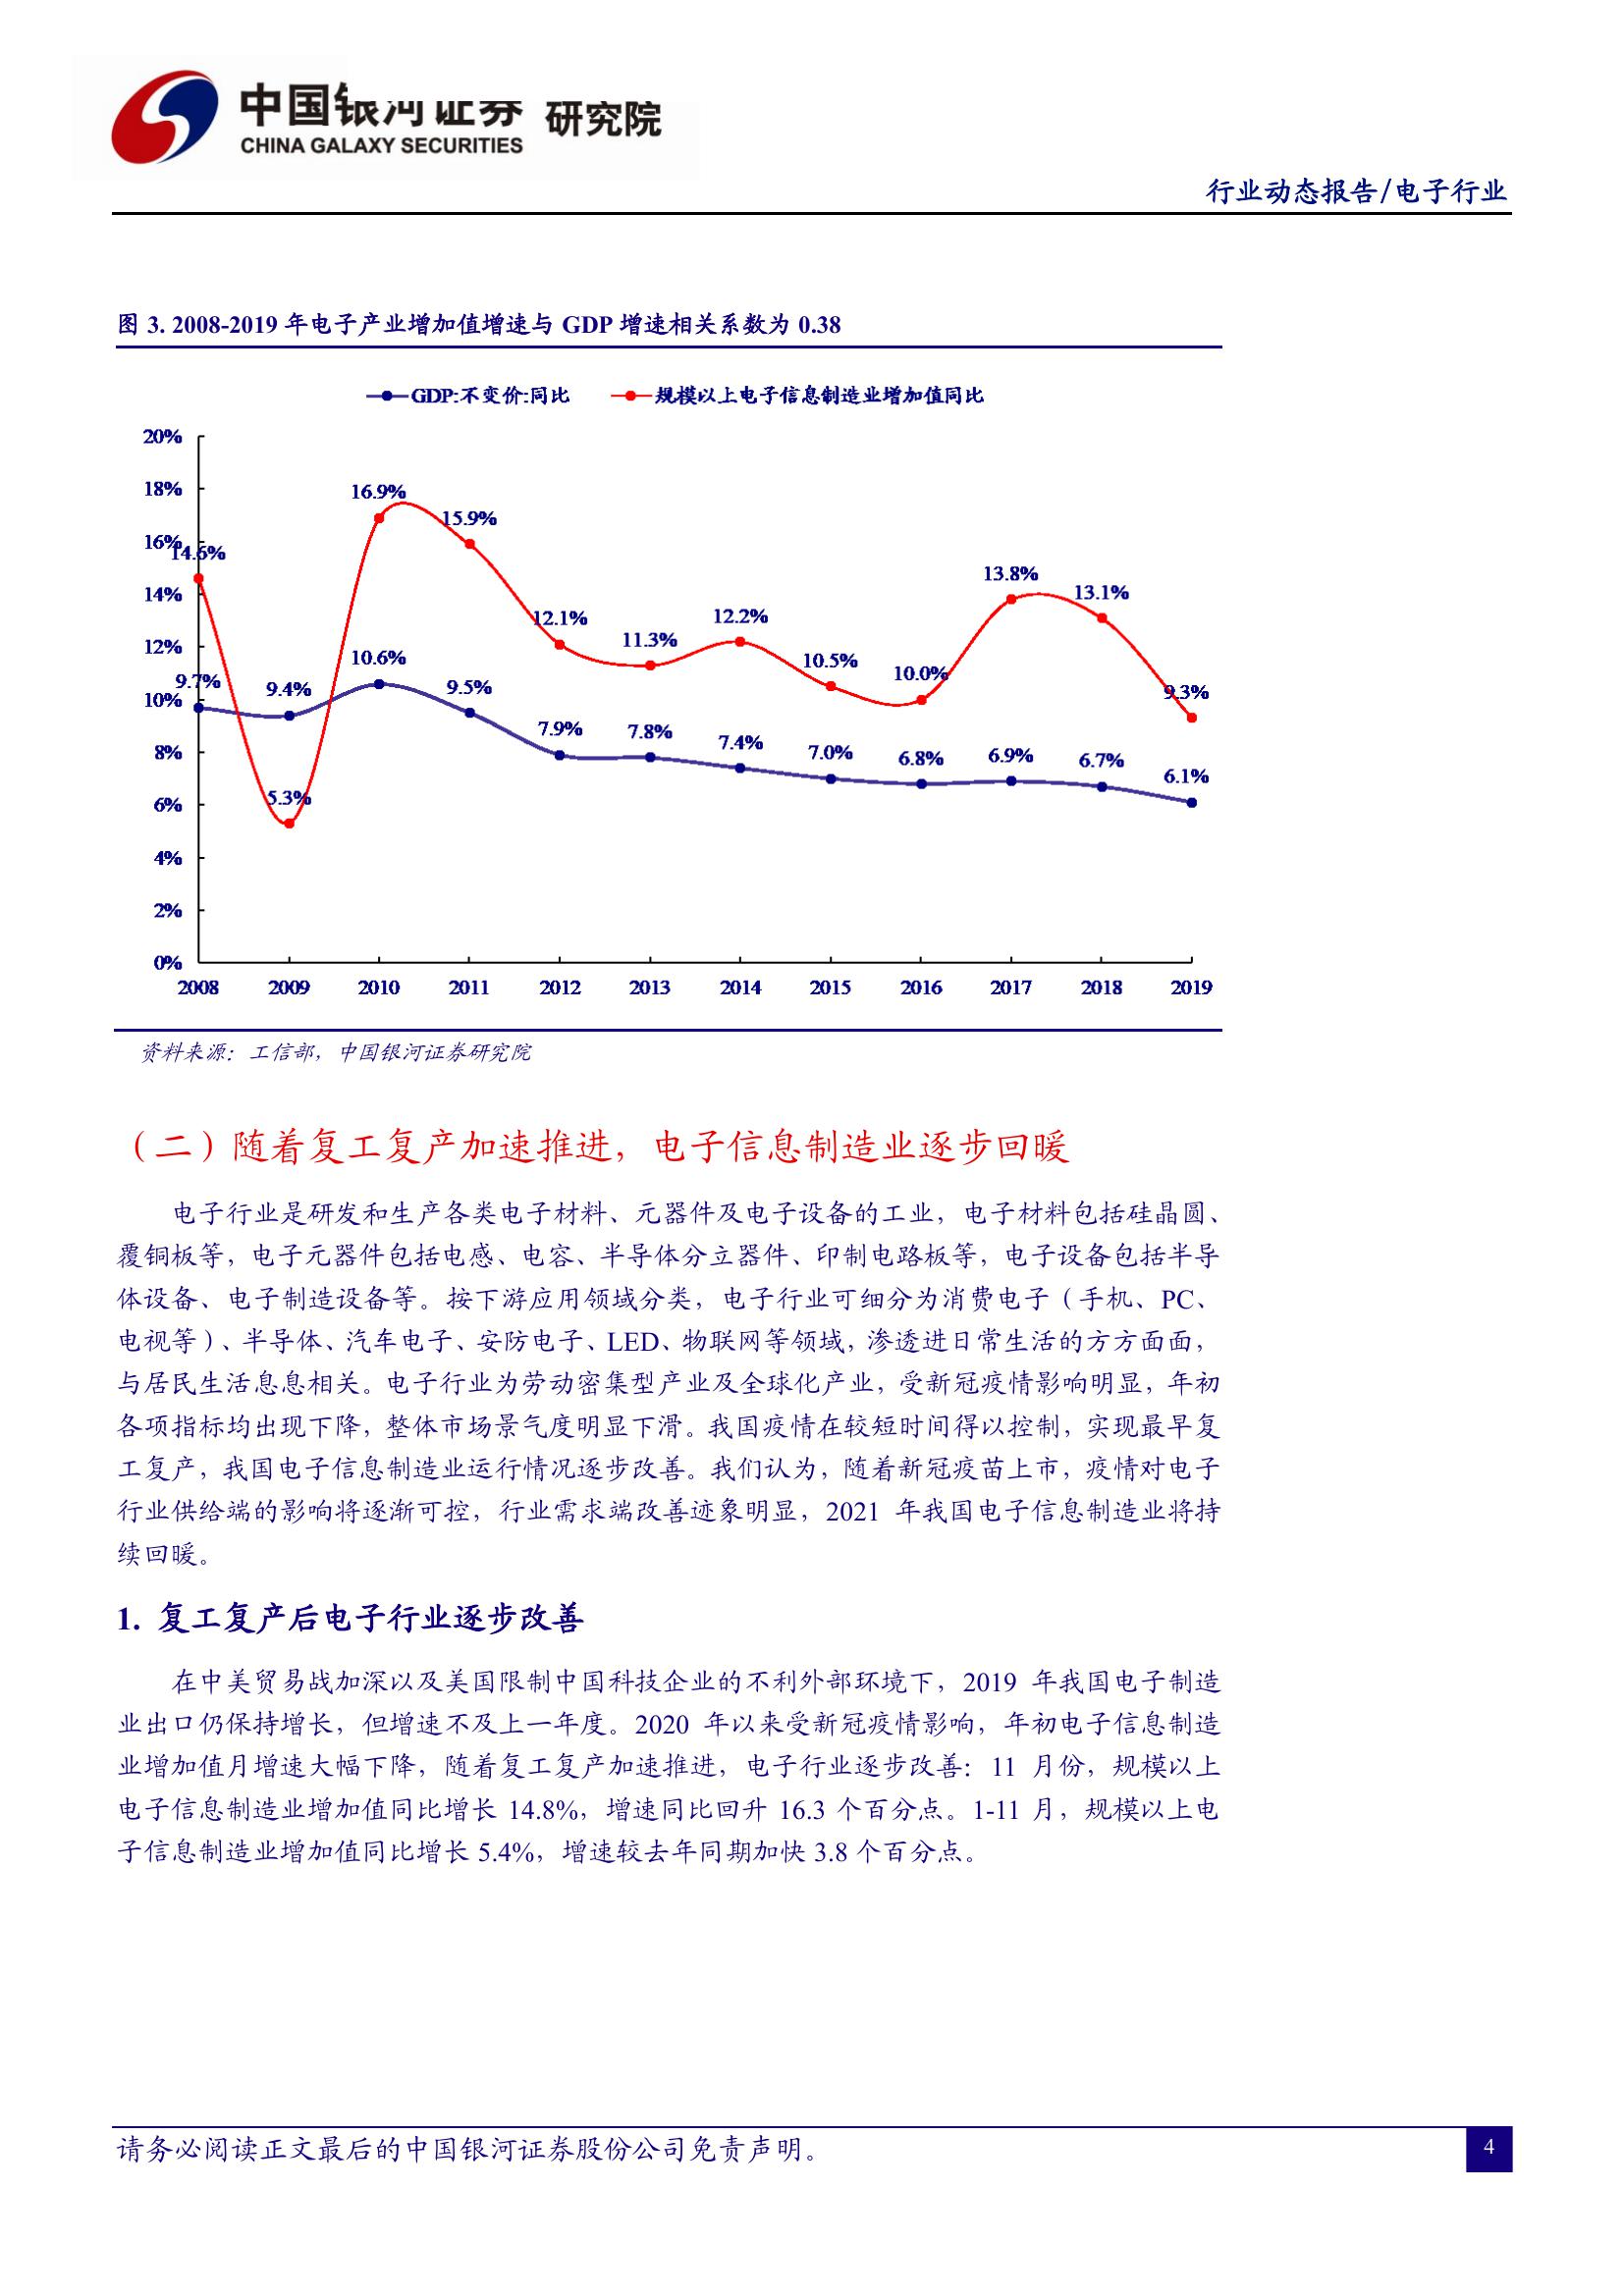 中国银河证券 研究院
CHINA GALAXY SECURITIES
行业动态报告/电子行业
图 3. 2008-2019 年电子产业增加值增速与 GDP 增速相关系数为 0.38
GDP:不变价:同比 规模以上电子信息制造业增加值同比
20%
18%
16%
14%
12%
10%
8%
6%
4%
2%
0%
14.6% 5.3% 16.9% 15.9% 12.1% 11.3% 12.2% 10.5% 10.0% 13.8% 13.1% 9.3%
9.7% 9.4% 10.6% 9.5% 7.9% 7.8% 7.4% 7.0% 6.8% 6.9% 6.7% 6.1%
2008 2009 2010 2011 2012 2013 2014 2015 2016 2017 2018 2019
资料来源：工信部，中国银河证券研究院
（二）随着复工复产加速推进，电子信息制造业逐步回暖
电子行业是研发和生产各类电子材料、元器件及电子设备的工业，电子材料包括硅晶圆、
覆铜板等，电子元器件包括电感、电容、半导体分立器件、印制电路板等，电子设备包括半导
体设备、电子制造设备等。按下游应用领域分类，电子行业可细分为消费电子（手机、PC、
电视等）、半导体、汽车电子、安防电子、LED、物联网等领域，渗透进日常生活的方方面面，
与居民生活息息相关。电子行业为劳动密集型产业及全球化产业，受新冠疫情影响明显，年初
各项指标均出现下降，整体市场景气度明显下滑。我国疫情在较短时间得以控制，实现最早复
工复产，我国电子信息制造业运行情况逐步改善。我们认为，随着新冠疫苗上市，疫情对电子
行业供给端的影响将逐渐可控，行业需求端改善迹象明显，2021 年我国电子信息制造业将持
续回暖。
1. 复工复产后电子行业逐步改善
在中美贸易战加深以及美国限制中国科技企业的不利外部环境下，2019 年我国电子制造
业出口仍保持增长，但增速不及上一年度。2020 年以来受新冠疫情影响，年初电子信息制造
业增加值月增速大幅下降，随着复工复产加速推进，电子行业逐步改善：11 月份，规模以上
电子信息制造业增加值同比增长 14.8%，增速同比回升 16.3 个百分点。1-11 月，规模以上电
子信息制造业增加值同比增长 5.4%，增速较去年同期加快 3.8 个百分点。
请务必阅读正文最后的中国银河证券股份公司免责声明。
4